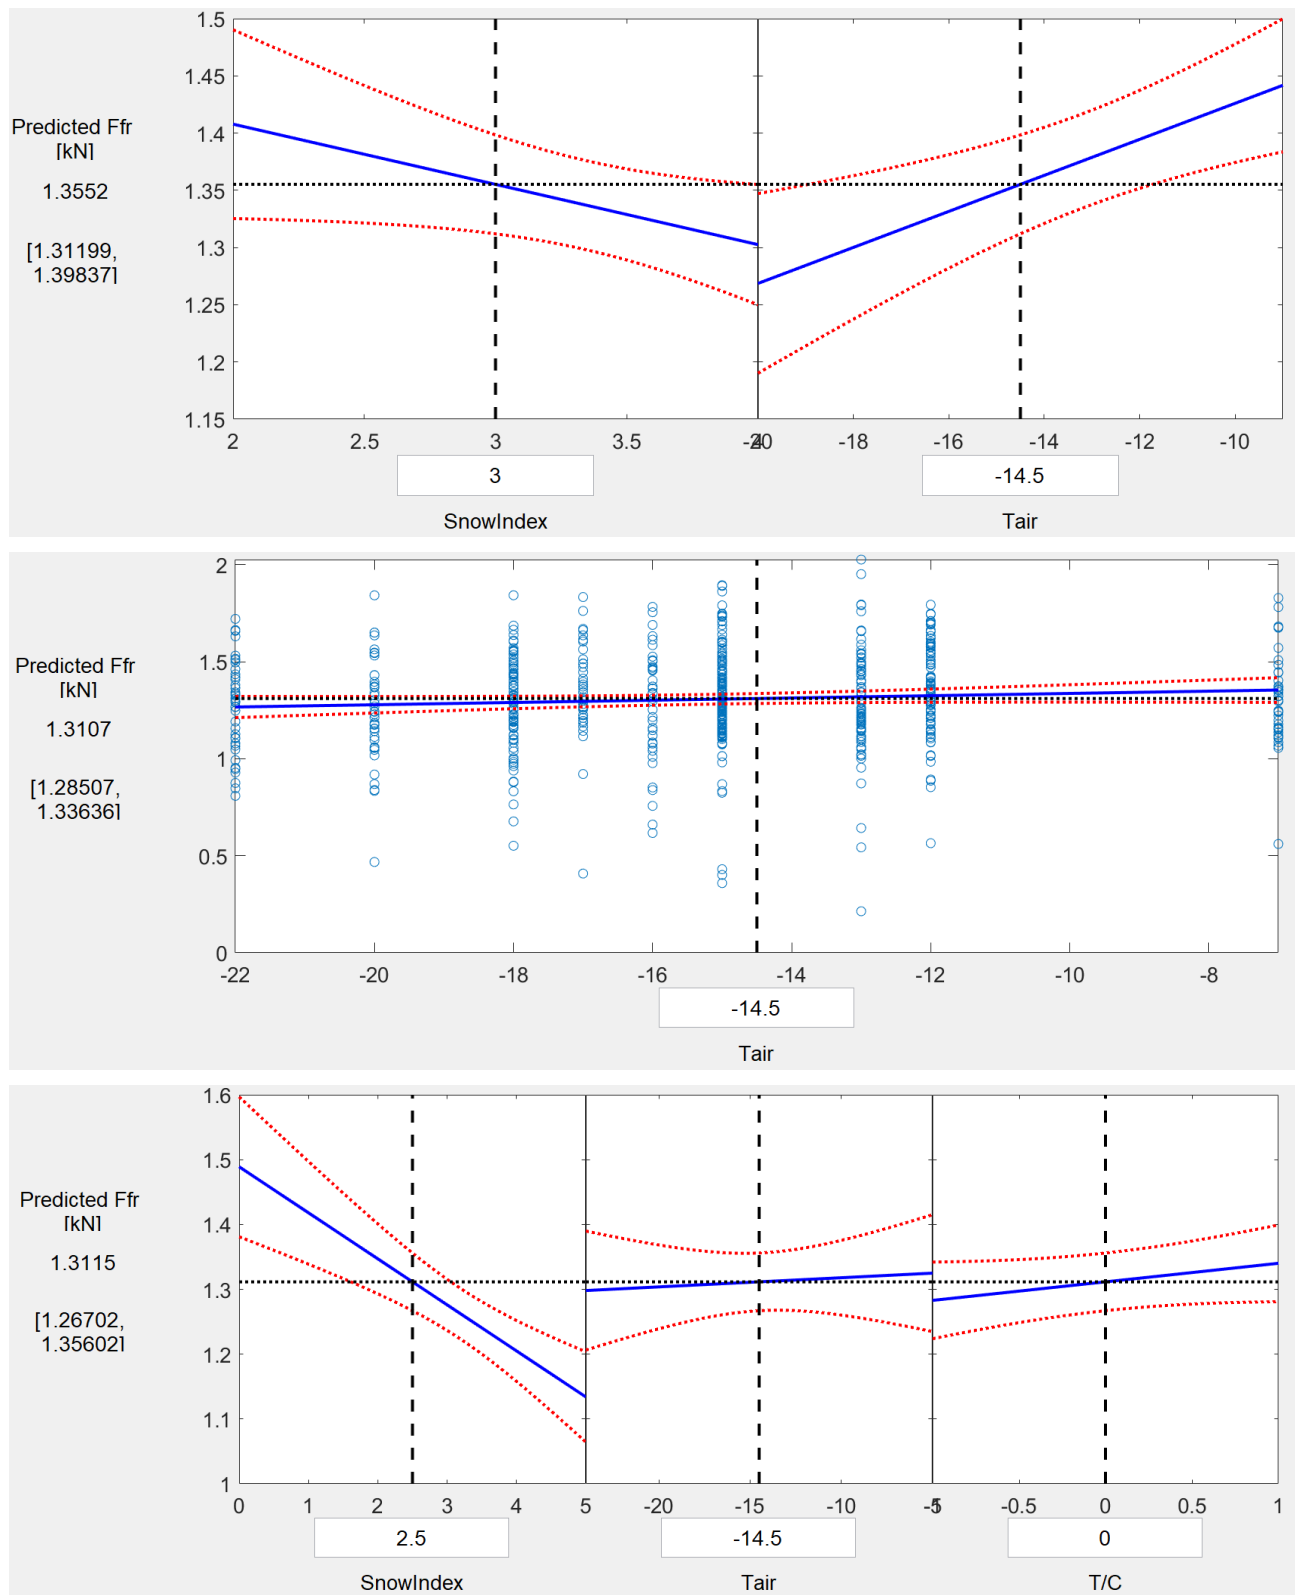 1.5
1.45
1.4
1.35
1.3
1.25
1.2
1.15
Predicted Ffr
[kN]
1.3552
[1.31199,
1.39837]
2 2.5 3 3.5 -20 -18 -16 -14 -12 -10
3 -14.5
SnowIndex Tair
2
1.5
1
0.5
0
Predicted Ffr
[kN]
1.3107
[1.28507,
1.33636]
-22 -20 -18 -16 -14 -12 -10 -8
-14.5
Tair
1.6
1.5
1.4
1.3
1.2
1.1
1
Predicted Ffr
[kN]
1.3115
[1.26702,
1.35602]
0 1 2 3 4 5 -20 -15 -10 -0.5 0 0.5 1
2.5 -14.5 0
SnowIndex Tair T/C